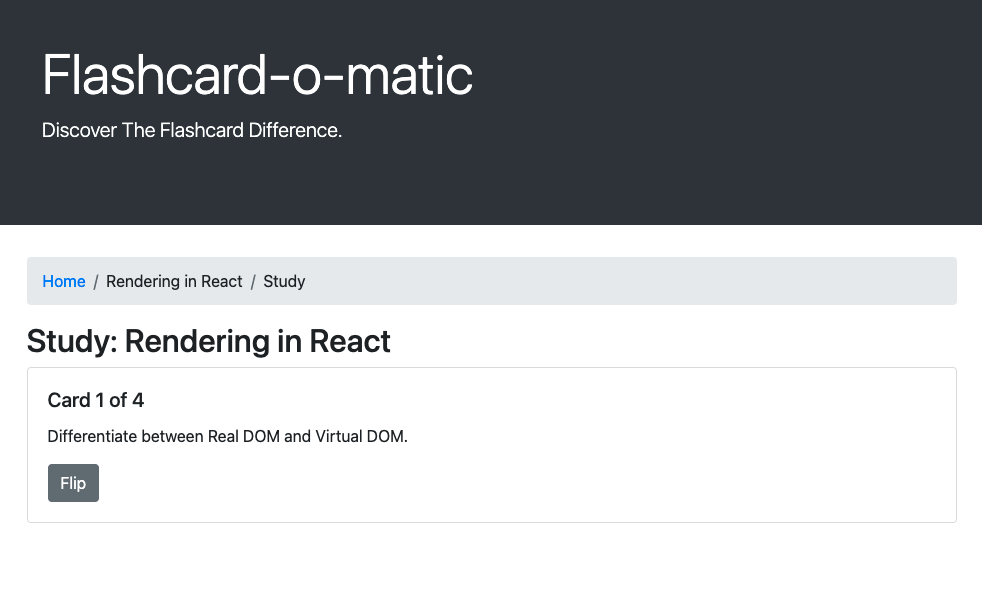 Flashcard-o-matic
Discover The Flashcard Difference.
Home / Rendering in React / Study
Study: Rendering in React
Card 1 of 4
Differentiate between Real DOM and Virtual DOM.
Flip